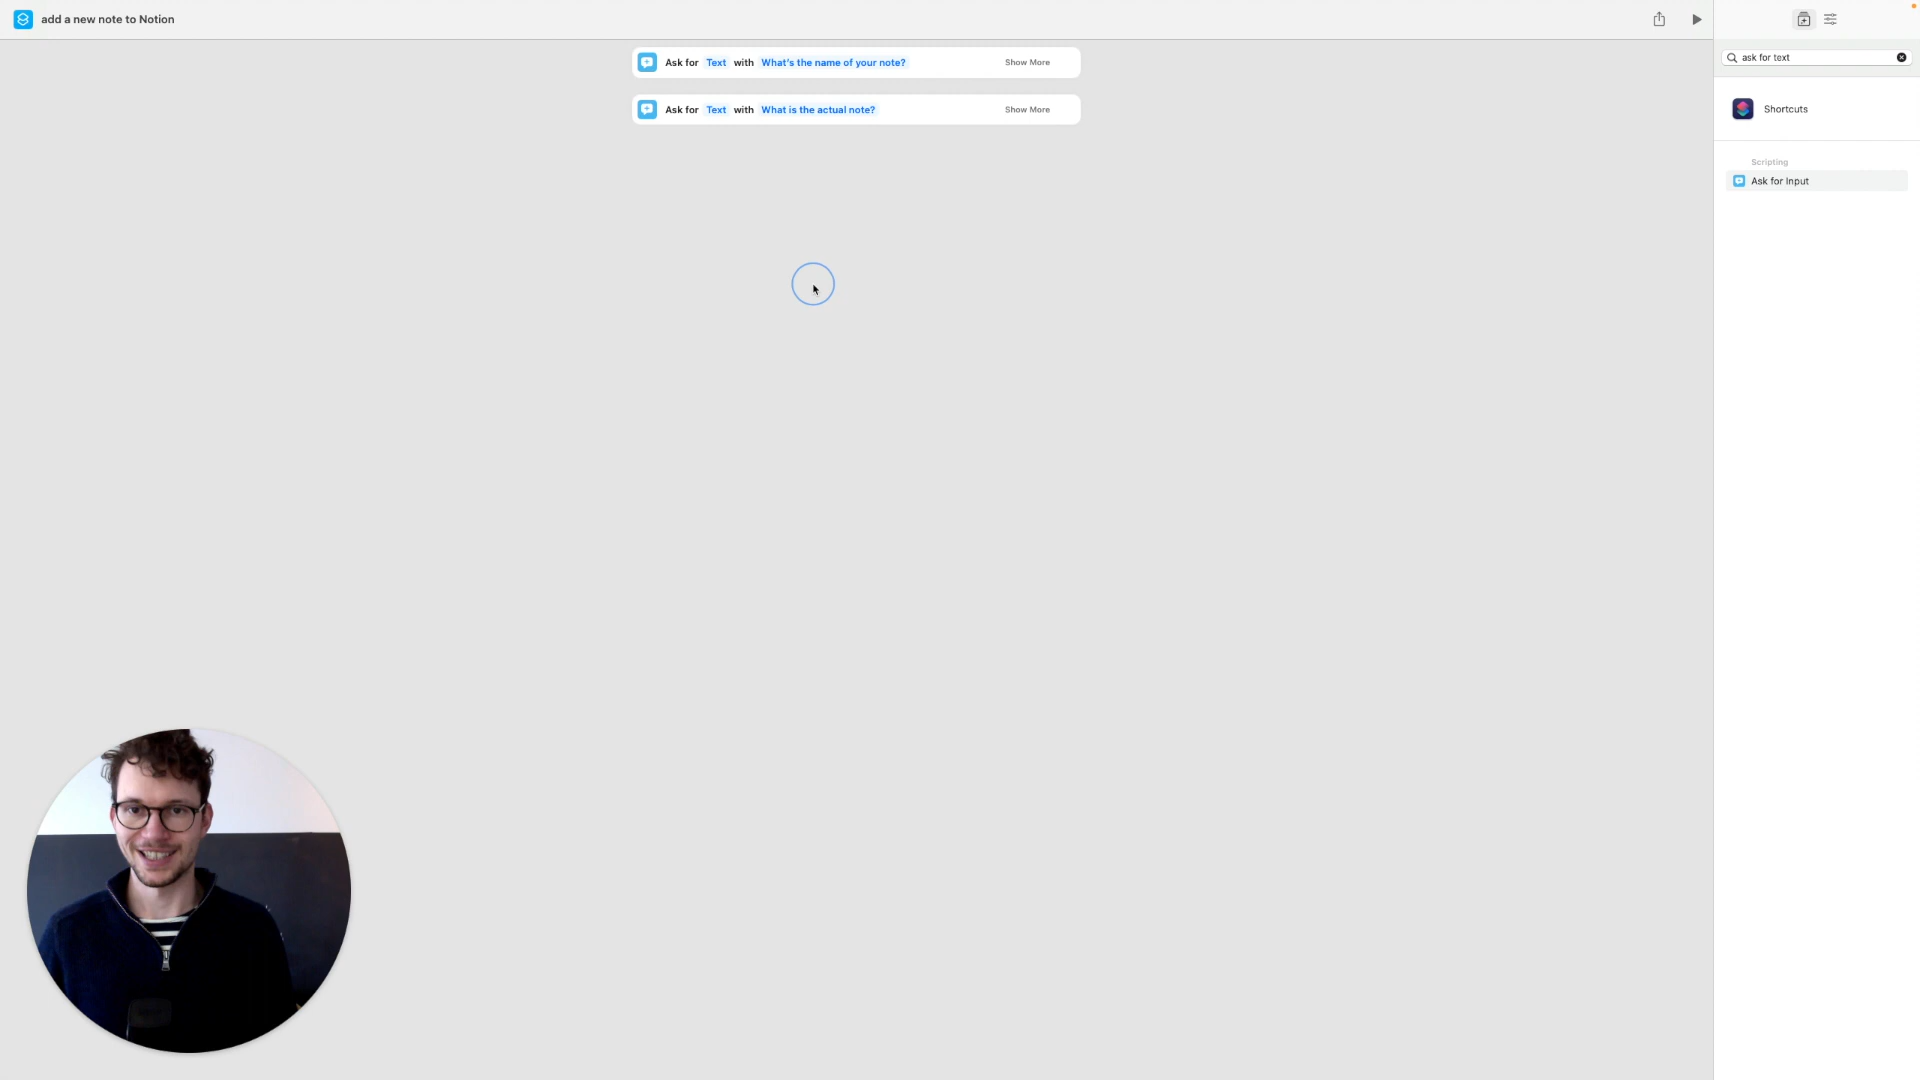 add a new note to Notion
Ask for Text with What's the name of your note? Show More
Ask for Text with What is the actual note? Show More
ask for text
Shortcuts
Scripting
Ask for Input